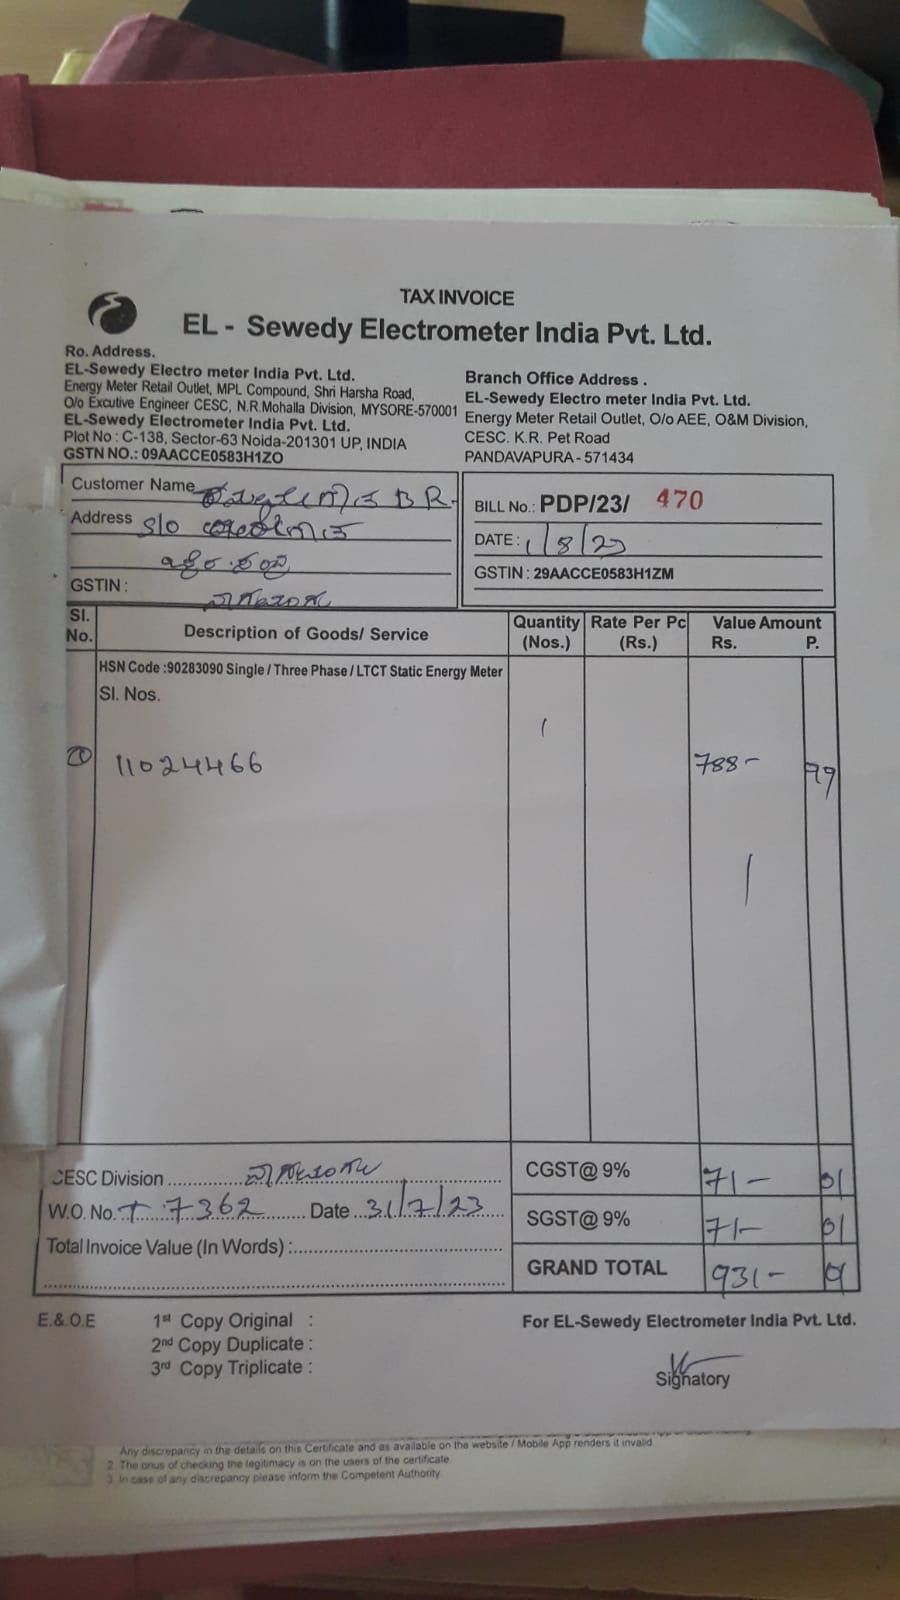 TAX INVOICE
EL - Sewedy Electrometer India Pvt. Ltd.
Ro. Address.
EL-Sewedy Electro meter India Pvt. Ltd.
Energy Meter Retail Outlet, MPL Compound, Shri Harsha Road,
O/o Excutive Engineer CESC, N.R.Mohalla Division, MYSORE-570001
EL-Sewedy Electrometer India Pvt. Ltd.
Plot No : C-138, Sector-63 Noida-201301 UP, INDIA
GSTN NO.: 09AACCE0583H1ZO
Branch Office Address .
EL-Sewedy Electro meter India Pvt. Ltd.
Energy Meter Retail Outlet, O/o AEE, O&M Division,
CESC. K.R. Pet Road
PANDAVAPURA - 571434
Customer Name B R.
Address S/o
GSTIN :
BILL No.: PDP/23/ 470
DATE : 1/8/23
GSTIN : 29AACCE0583H1ZM
Sl. No. Description of Goods/ Service Quantity (Nos.) Rate Per Pc (Rs.) Value Amount Rs. P.
HSN Code :90283090 Single / Three Phase / LTCT Static Energy Meter
Sl. Nos.
1
① 11024466 788- 99
CESC Division
W.O. No. T 7362 Date 31/7/23
Total Invoice Value (In Words) :
CGST@ 9% 71- 01
SGST@ 9% 71- 01
GRAND TOTAL 931-
E.& O.E 1st Copy Original :
2nd Copy Duplicate :
3rd Copy Triplicate :
For EL-Sewedy Electrometer India Pvt. Ltd.
Signatory
Any discrepancy in the details on this Certificate and as available on the website / Mobile App renders it invalid
2 The onus of checking the legitimacy is on the users of the certificate
3 In case of any discrepancy please inform the Competent Authority